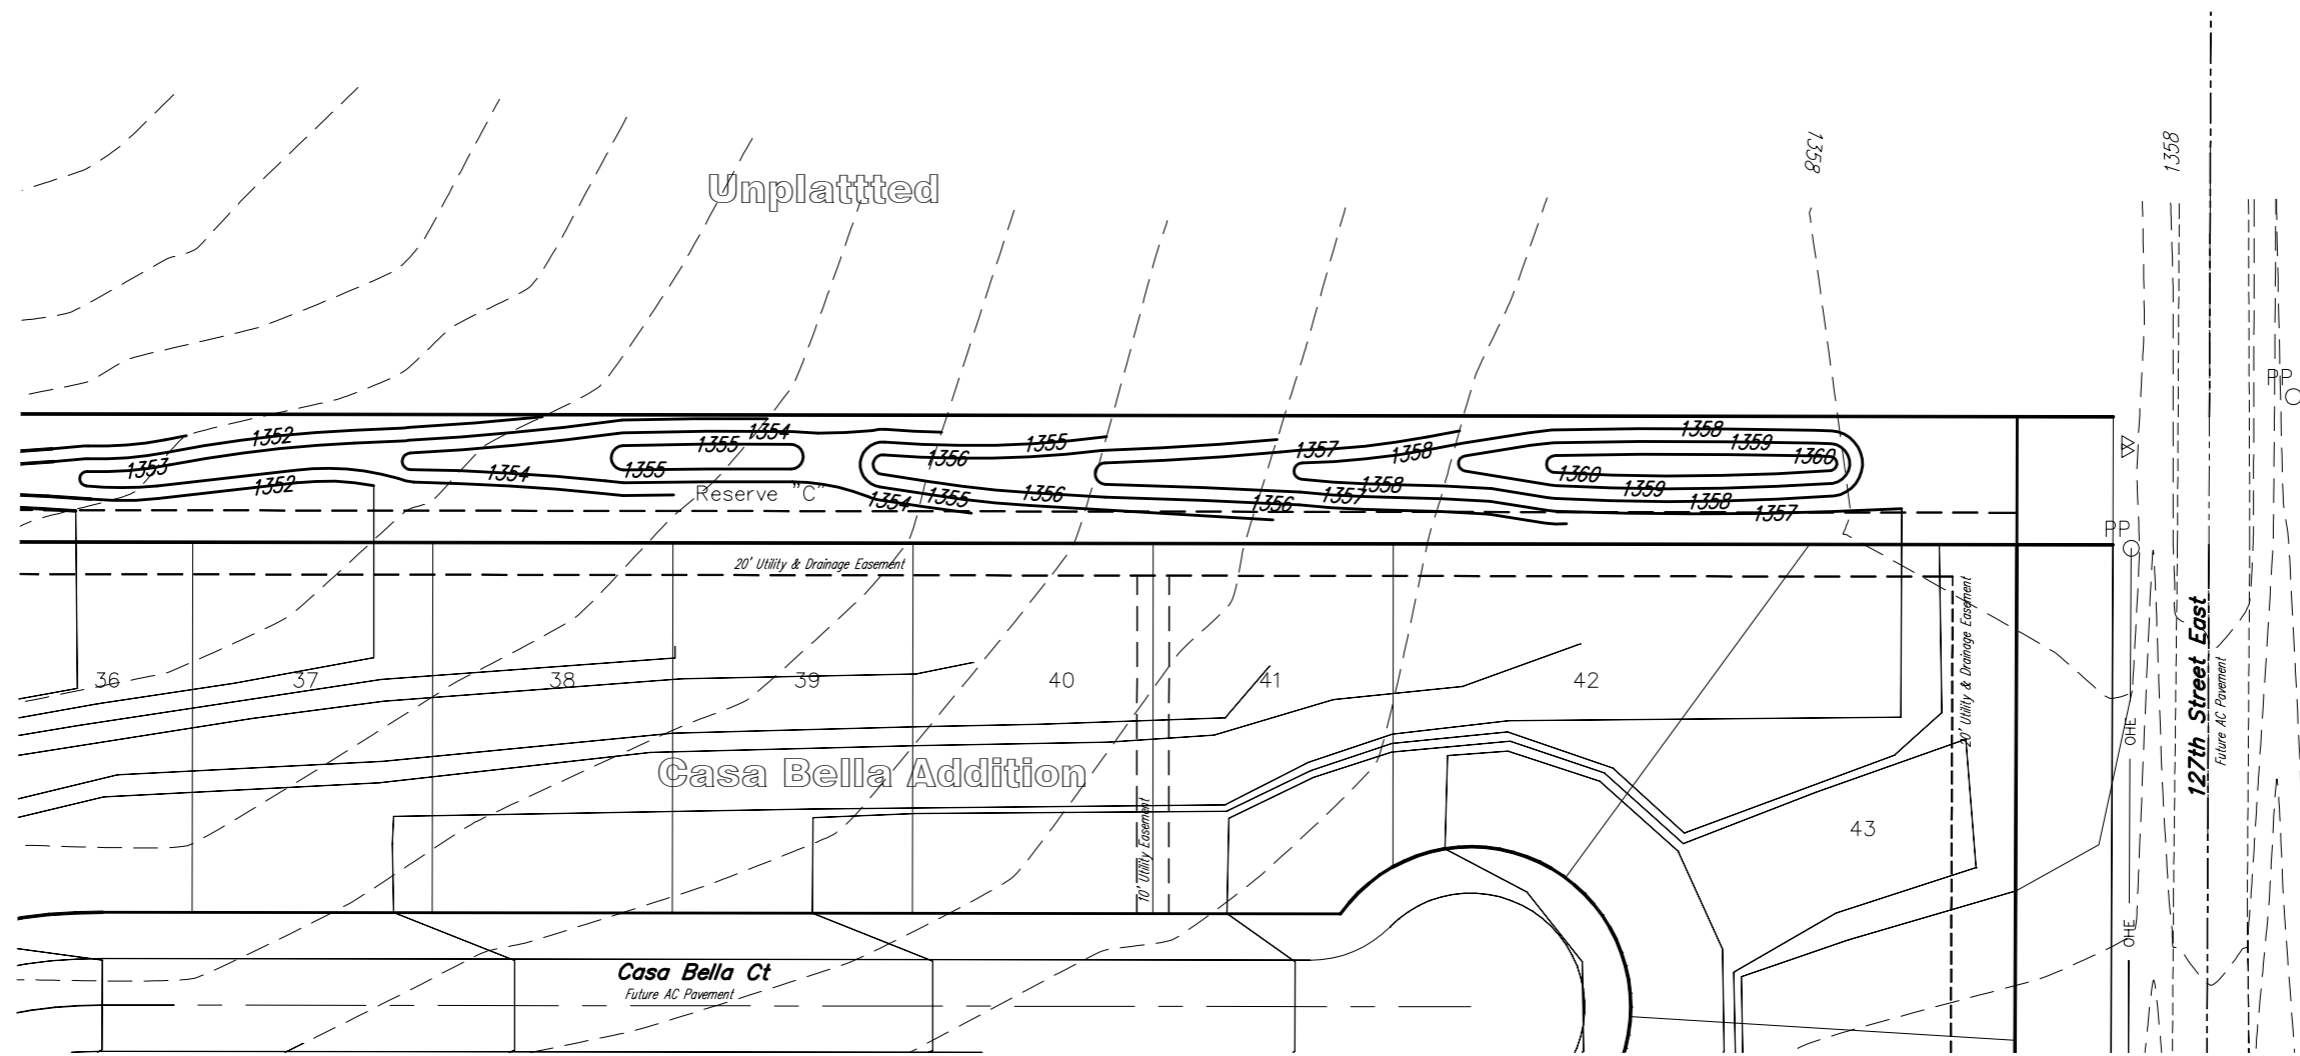 1358
1358
Unplatttted
PP
1352
1355
1354
1355
1358
1359
1353
1355
1356
1357
1358
1360
1352
1354
1355
1356
1358
1360
1359
Reserve "C"
1354
1355
1356
1357
1356
1358
1357
PP
20' Utility & Drainage Easement
20' Utility & Drainage Easement
36
37
38
39
40
41
42
127th Street East
Future AC Pavement
OHE
Casa Bella Addition
10' Utility Easement
43
OHE
Casa Bella Ct
Future AC Pavement